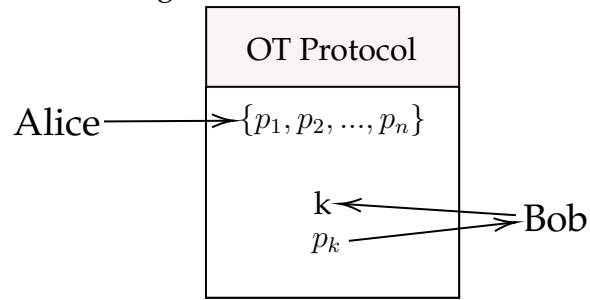 OT Protocol
Alice
{p₁, p₂, ..., pₙ}
k
Bob
pₖ